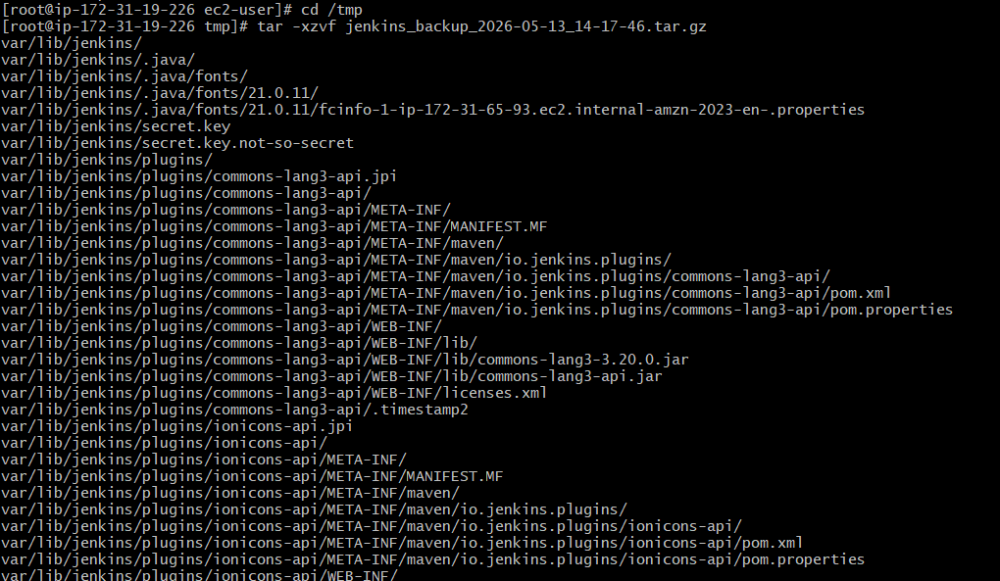 [root@ip-172-31-19-226 ec2-user]# cd /tmp
[root@ip-172-31-19-226 tmp]# tar -xzvf jenkins_backup_2026-05-13_14-17-46.tar.gz
var/lib/jenkins/
var/lib/jenkins/.java/
var/lib/jenkins/.java/fonts/
var/lib/jenkins/.java/fonts/21.0.11/
var/lib/jenkins/.java/fonts/21.0.11/fcinfo-1-ip-172-31-65-93.ec2.internal-amzn-2023-en-.properties
var/lib/jenkins/secret.key
var/lib/jenkins/secret.key.not-so-secret
var/lib/jenkins/plugins/
var/lib/jenkins/plugins/commons-lang3-api.jpi
var/lib/jenkins/plugins/commons-lang3-api/
var/lib/jenkins/plugins/commons-lang3-api/META-INF/
var/lib/jenkins/plugins/commons-lang3-api/META-INF/MANIFEST.MF
var/lib/jenkins/plugins/commons-lang3-api/META-INF/maven/
var/lib/jenkins/plugins/commons-lang3-api/META-INF/maven/io.jenkins.plugins/
var/lib/jenkins/plugins/commons-lang3-api/META-INF/maven/io.jenkins.plugins/commons-lang3-api/
var/lib/jenkins/plugins/commons-lang3-api/META-INF/maven/io.jenkins.plugins/commons-lang3-api/pom.xml
var/lib/jenkins/plugins/commons-lang3-api/META-INF/maven/io.jenkins.plugins/commons-lang3-api/pom.properties
var/lib/jenkins/plugins/commons-lang3-api/WEB-INF/
var/lib/jenkins/plugins/commons-lang3-api/WEB-INF/lib/
var/lib/jenkins/plugins/commons-lang3-api/WEB-INF/lib/commons-lang3-3.20.0.jar
var/lib/jenkins/plugins/commons-lang3-api/WEB-INF/lib/commons-lang3-api.jar
var/lib/jenkins/plugins/commons-lang3-api/WEB-INF/licenses.xml
var/lib/jenkins/plugins/commons-lang3-api/.timestamp2
var/lib/jenkins/plugins/ionicons-api.jpi
var/lib/jenkins/plugins/ionicons-api/
var/lib/jenkins/plugins/ionicons-api/META-INF/
var/lib/jenkins/plugins/ionicons-api/META-INF/MANIFEST.MF
var/lib/jenkins/plugins/ionicons-api/META-INF/maven/
var/lib/jenkins/plugins/ionicons-api/META-INF/maven/io.jenkins.plugins/
var/lib/jenkins/plugins/ionicons-api/META-INF/maven/io.jenkins.plugins/ionicons-api/
var/lib/jenkins/plugins/ionicons-api/META-INF/maven/io.jenkins.plugins/ionicons-api/pom.xml
var/lib/jenkins/plugins/ionicons-api/META-INF/maven/io.jenkins.plugins/ionicons-api/pom.properties
var/lib/jenkins/plugins/ionicons-api/WEB-INF/